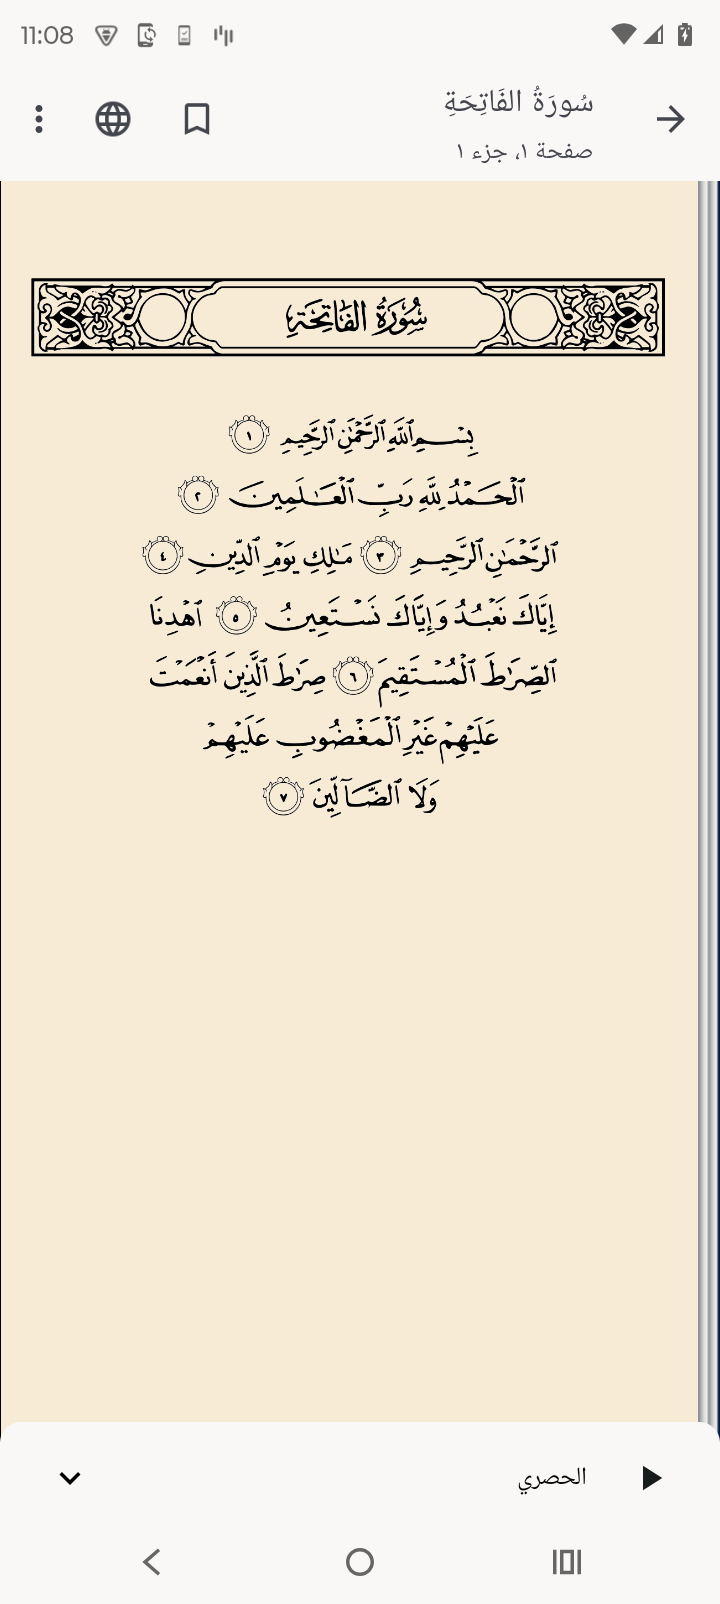 11:08
سُورَةُ الفَاتِحَةِ
صفحة ١، جزء ١
سُورَةُ الفَاتِحَةِ
بِسۡمِ ٱللَّهِ ٱلرَّحۡمَٰنِ ٱلرَّحِيمِ ١
ٱلۡحَمۡدُ لِلَّهِ رَبِّ ٱلۡعَٰلَمِينَ ٢
ٱلرَّحۡمَٰنِ ٱلرَّحِيمِ ٣ مَٰلِكِ يَوۡمِ ٱلدِّينِ ٤
إِيَّاكَ نَعۡبُدُ وَإِيَّاكَ نَسۡتَعِينُ ٥ ٱهۡدِنَا
ٱلصِّرَٰطَ ٱلۡمُسۡتَقِيمَ ٦ صِرَٰطَ ٱلَّذِينَ أَنۡعَمۡتَ
عَلَيۡهِمۡ غَيۡرِ ٱلۡمَغۡضُوبِ عَلَيۡهِمۡ
وَلَا ٱلضَّآلِّينَ ٧
الحصري